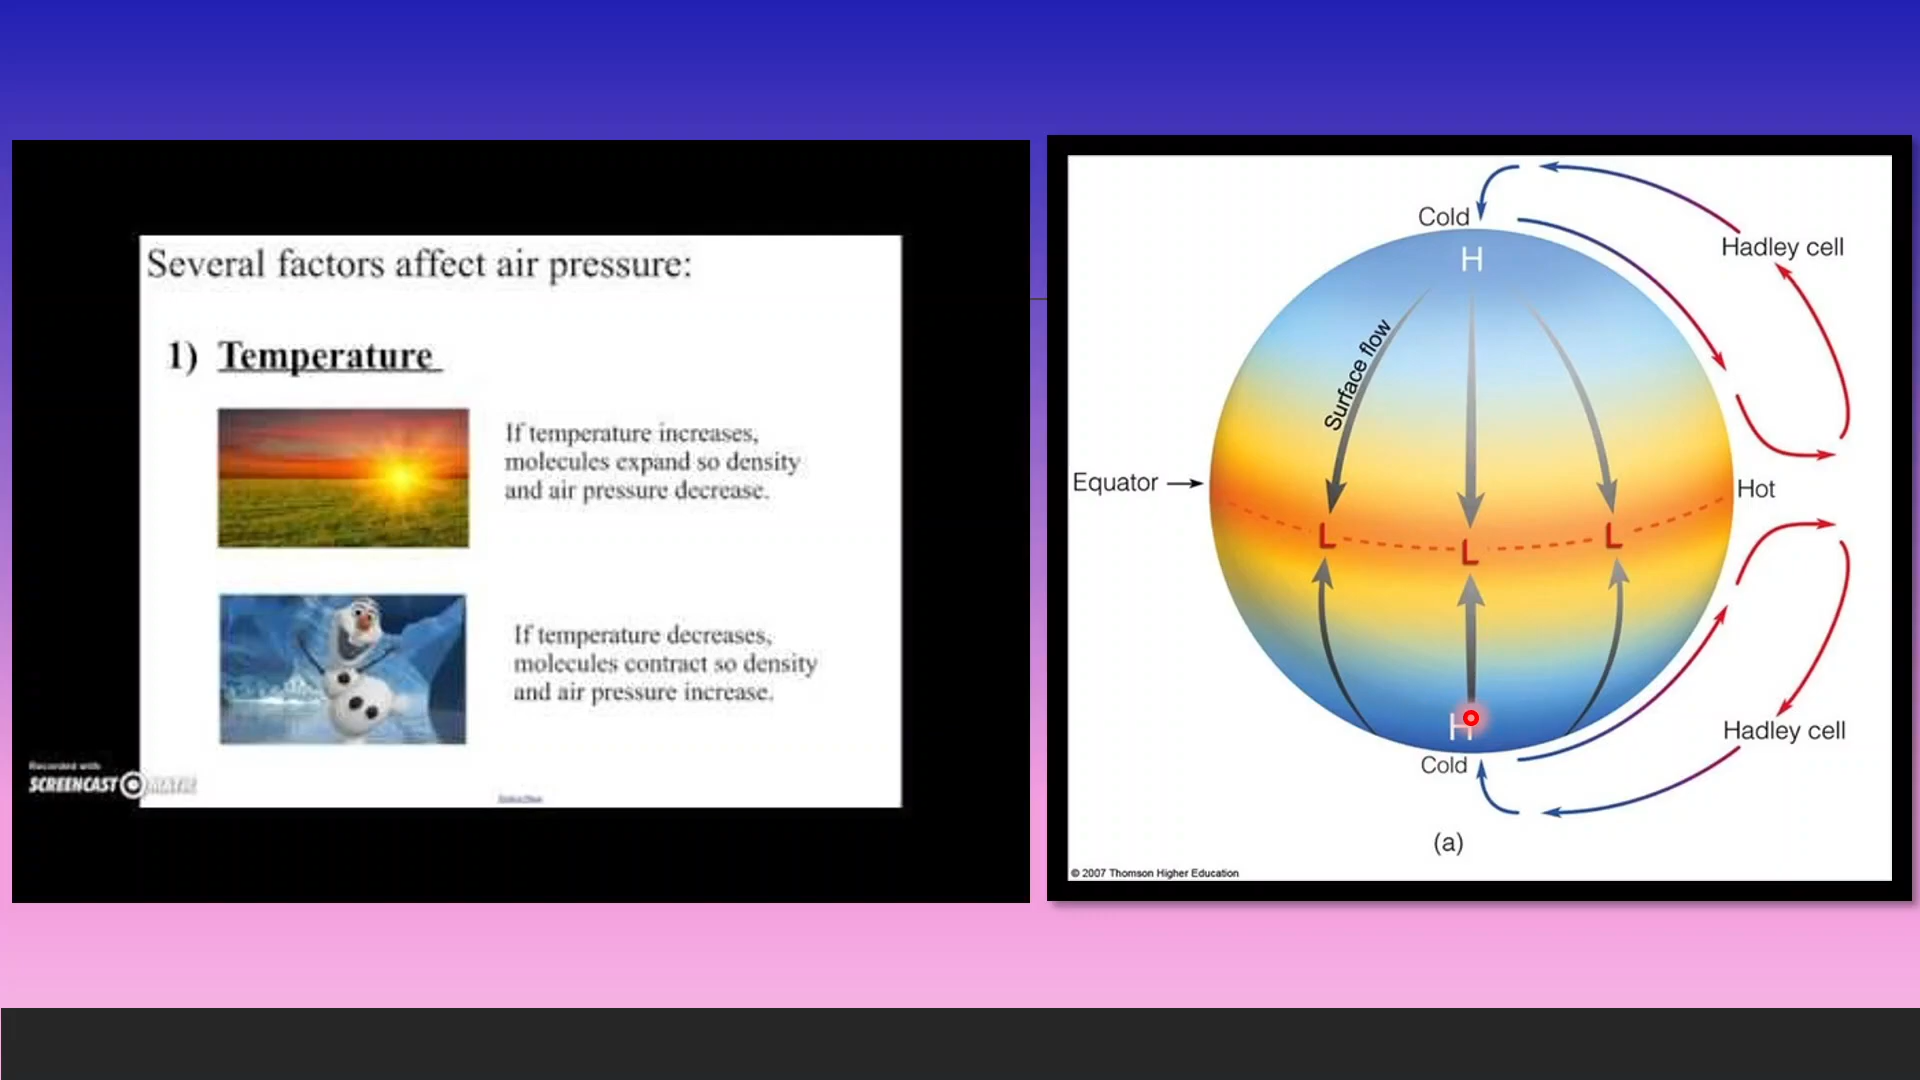 Several factors affect air pressure:
1) Temperature
If temperature increases,
molecules expand so density
and air pressure decrease.
If temperature decreases,
molecules contract so density
and air pressure increase.
Recorded with
SCREENCAST MATIC
Cold
H
Hadley cell
Surface flow
Equator
Hot
L
L
L
Hadley cell
H
Cold
(a)
© 2007 Thomson Higher Education